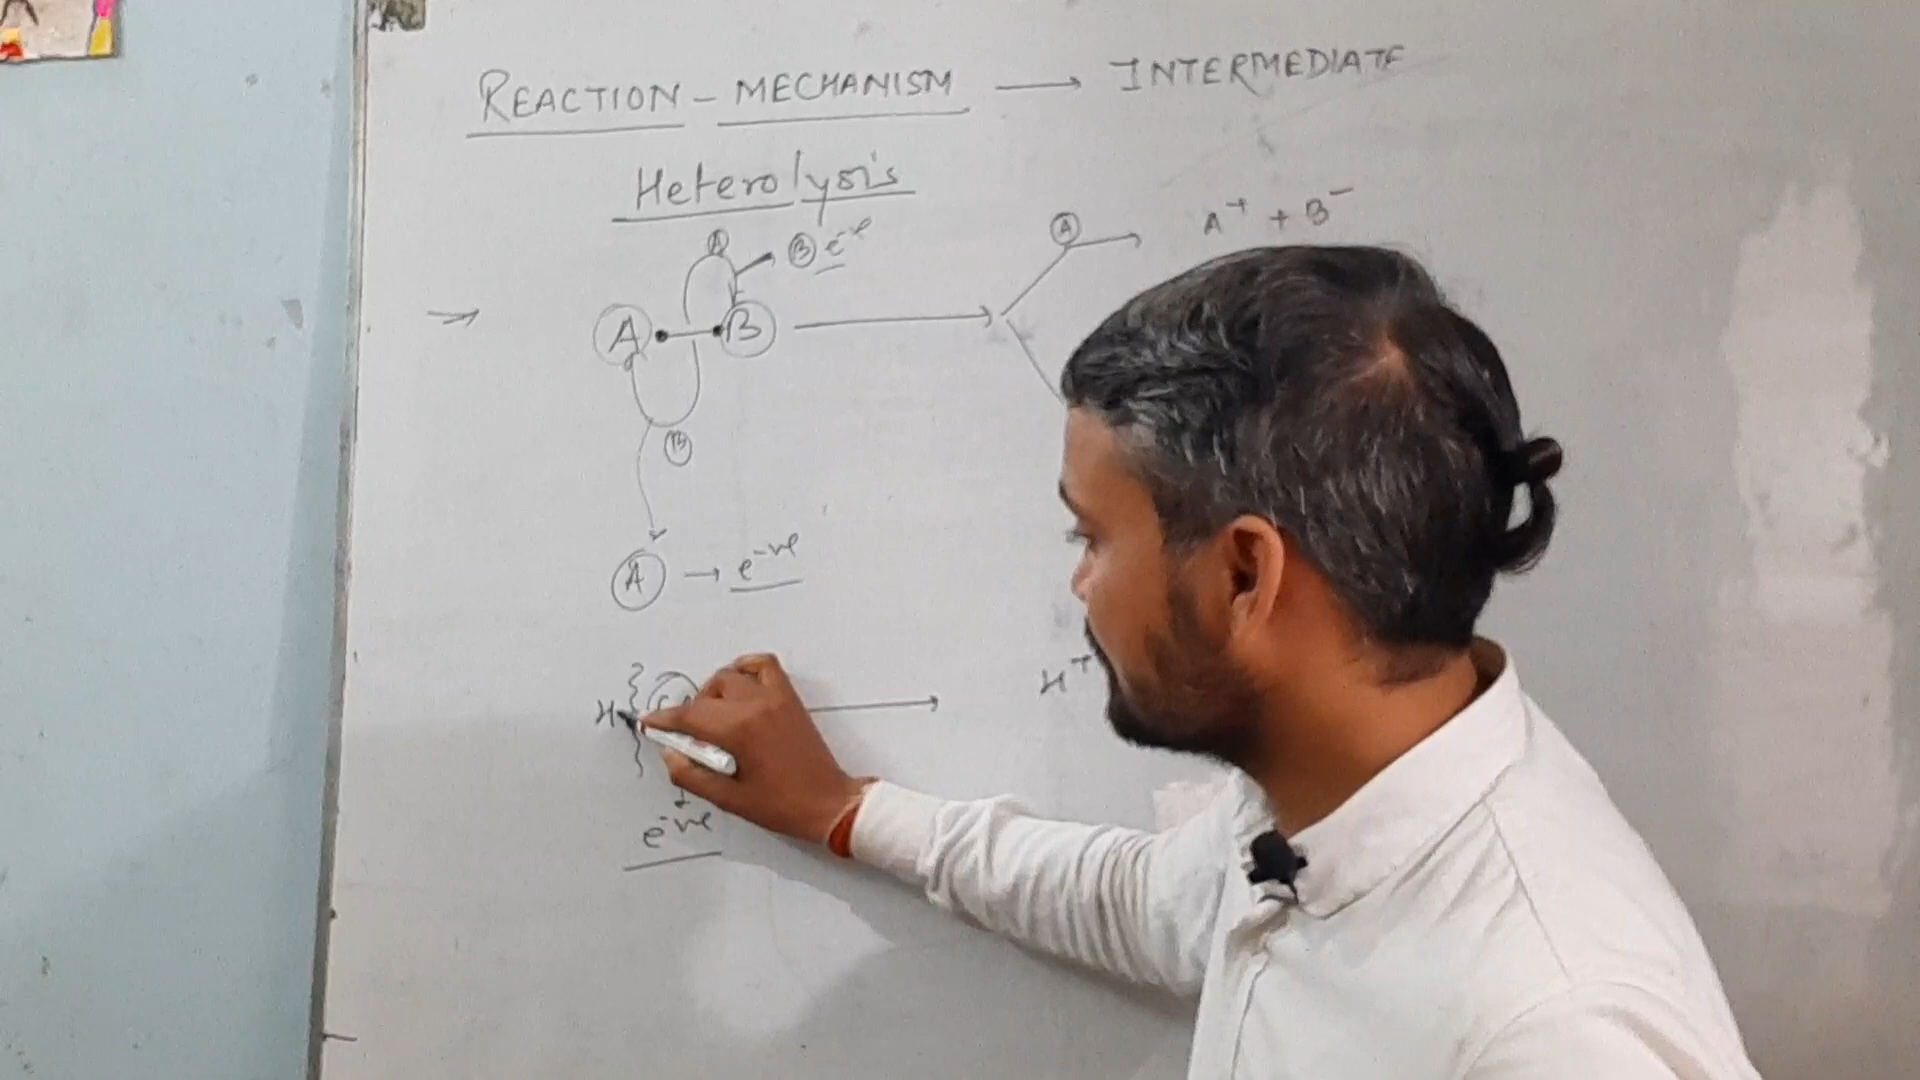 REACTION - MECHANISM → INTERMEDIATE
Heterolysis
A → A⁺ + B⁻
A
B e⁻ve
A • — • B →
B
A → e⁻ve
H → H⁺
e⁻ve